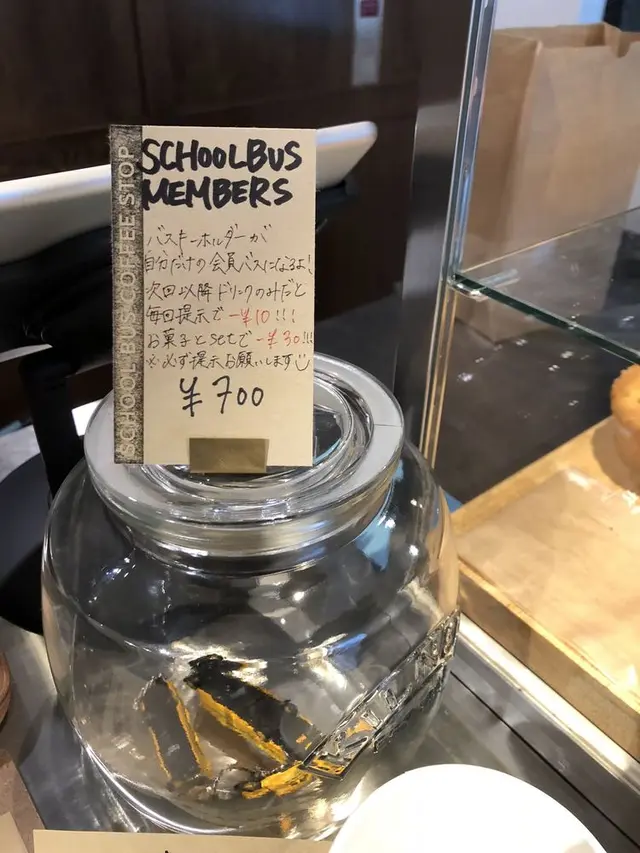 SCHOOL BUS COFFEE STOP
SCHOOLBUS
MEMBERS
バスキーホルダーが
自分だけの会員バスになるよ!
次回以降ドリンクのみだと
毎回提示で -¥10!!!
お菓子とsetで -¥30!!!
※必ず提示お願いします
¥700